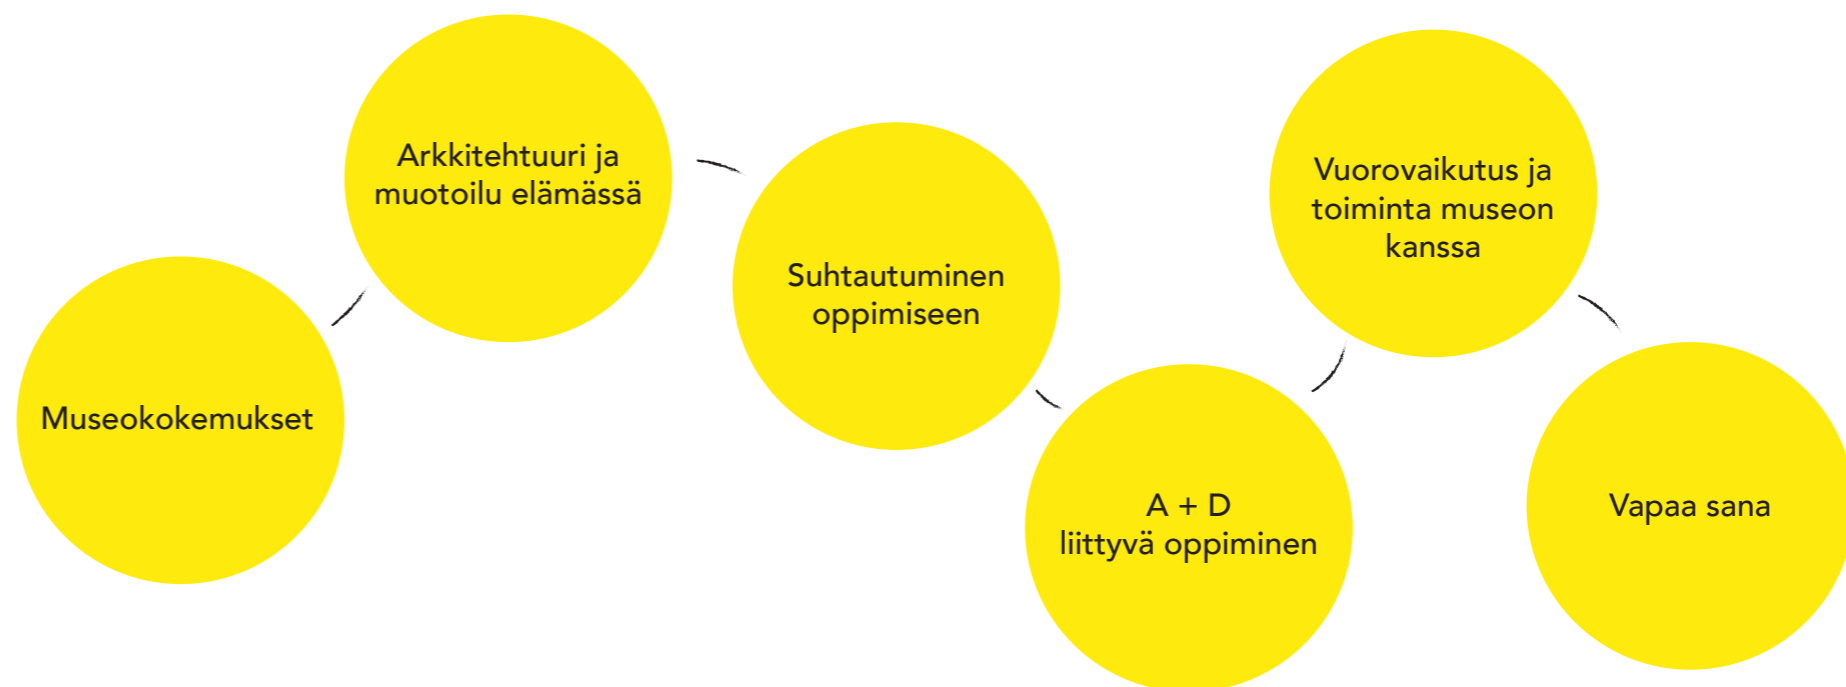 Museokokemukset
Arkkitehtuuri ja
muotoilu elämässä
Suhtautuminen
oppimiseen
A + D
liittyvä oppiminen
Vuorovaikutus ja
toiminta museon
kanssa
Vapaa sana